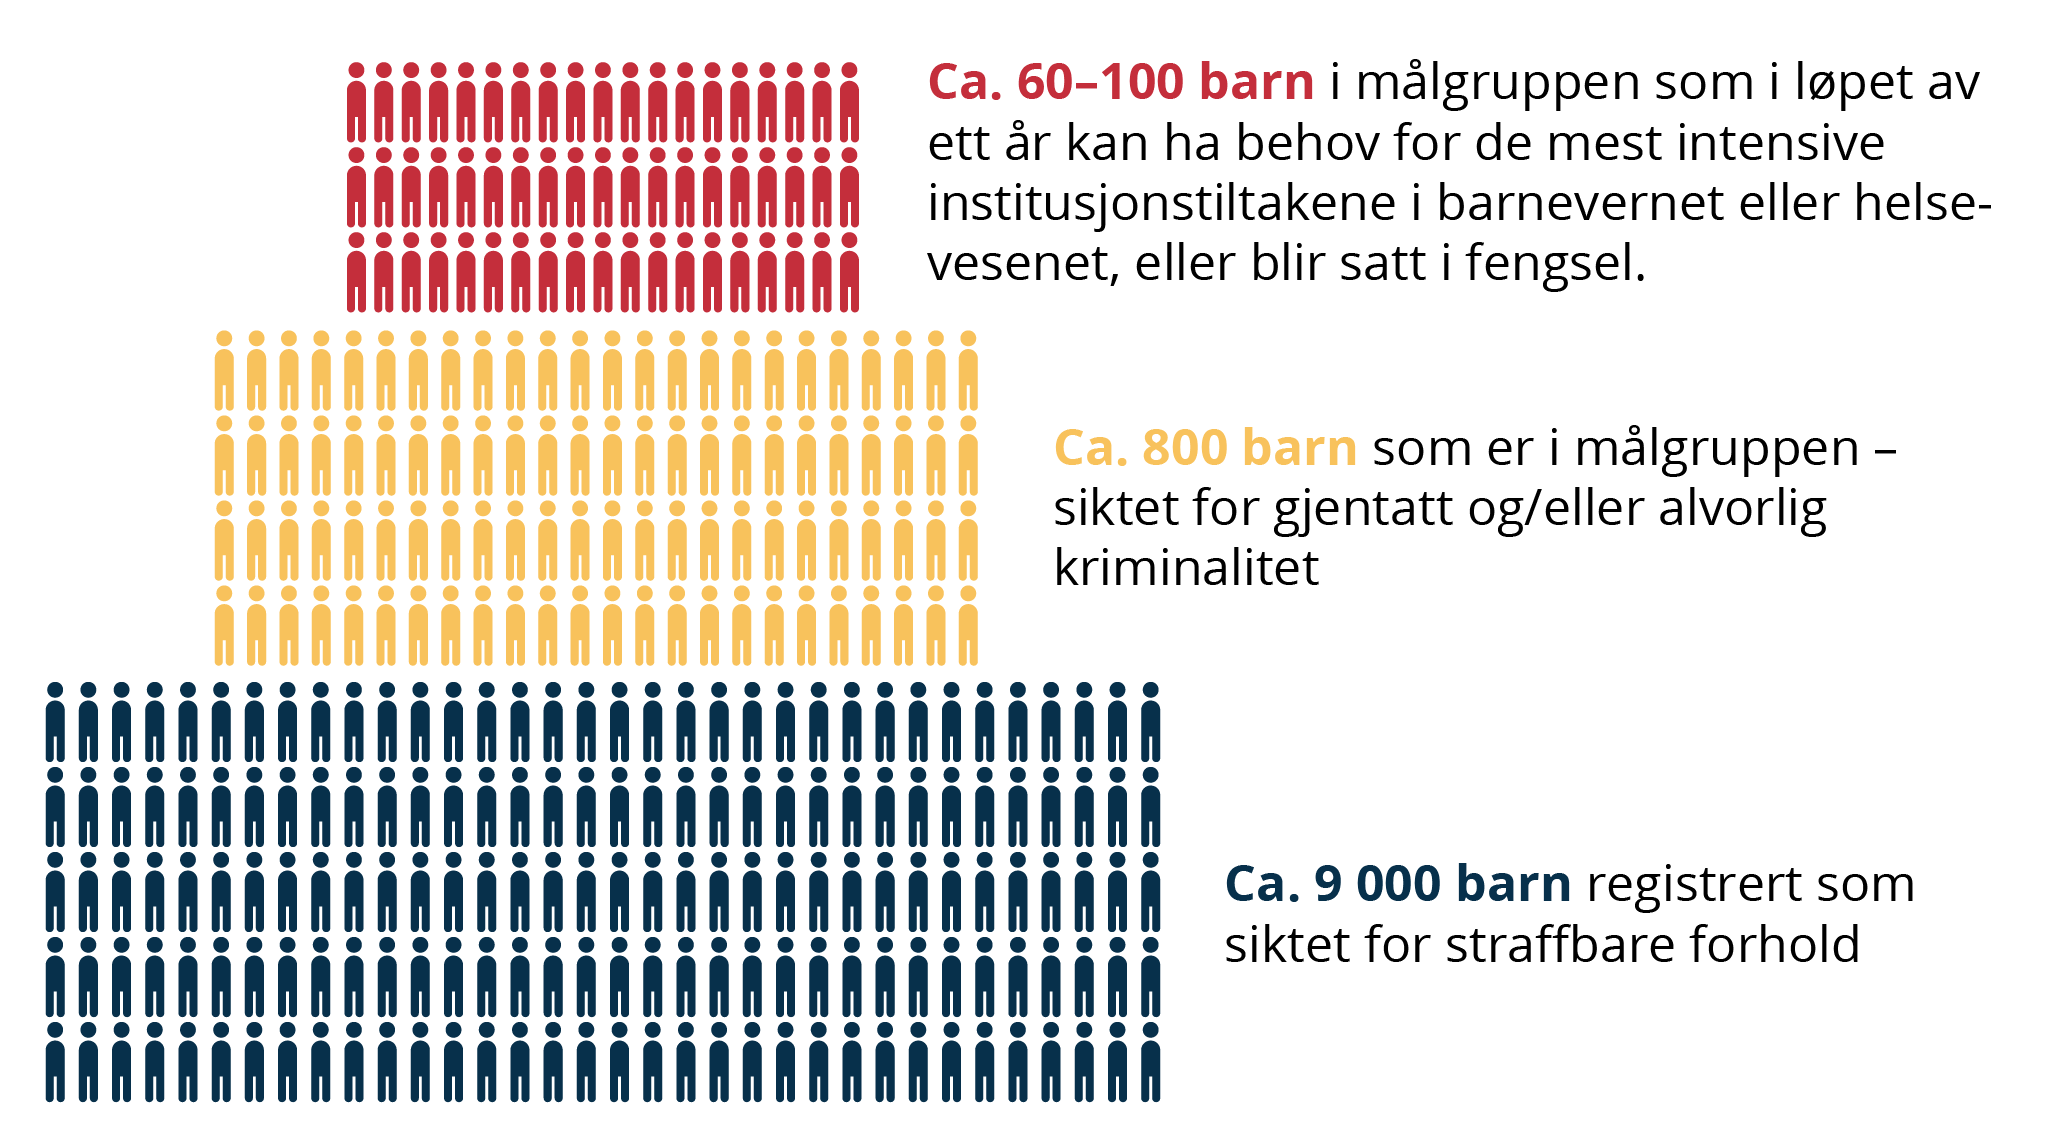 Ca. 60–100 barn i målgruppen som i løpet av
ett år kan ha behov for de mest intensive
institusjonstiltakene i barnevernet eller helse-
vesenet, eller blir satt i fengsel.
Ca. 800 barn som er i målgruppen –
siktet for gjentatt og/eller alvorlig
kriminalitet
Ca. 9 000 barn registrert som
siktet for straffbare forhold